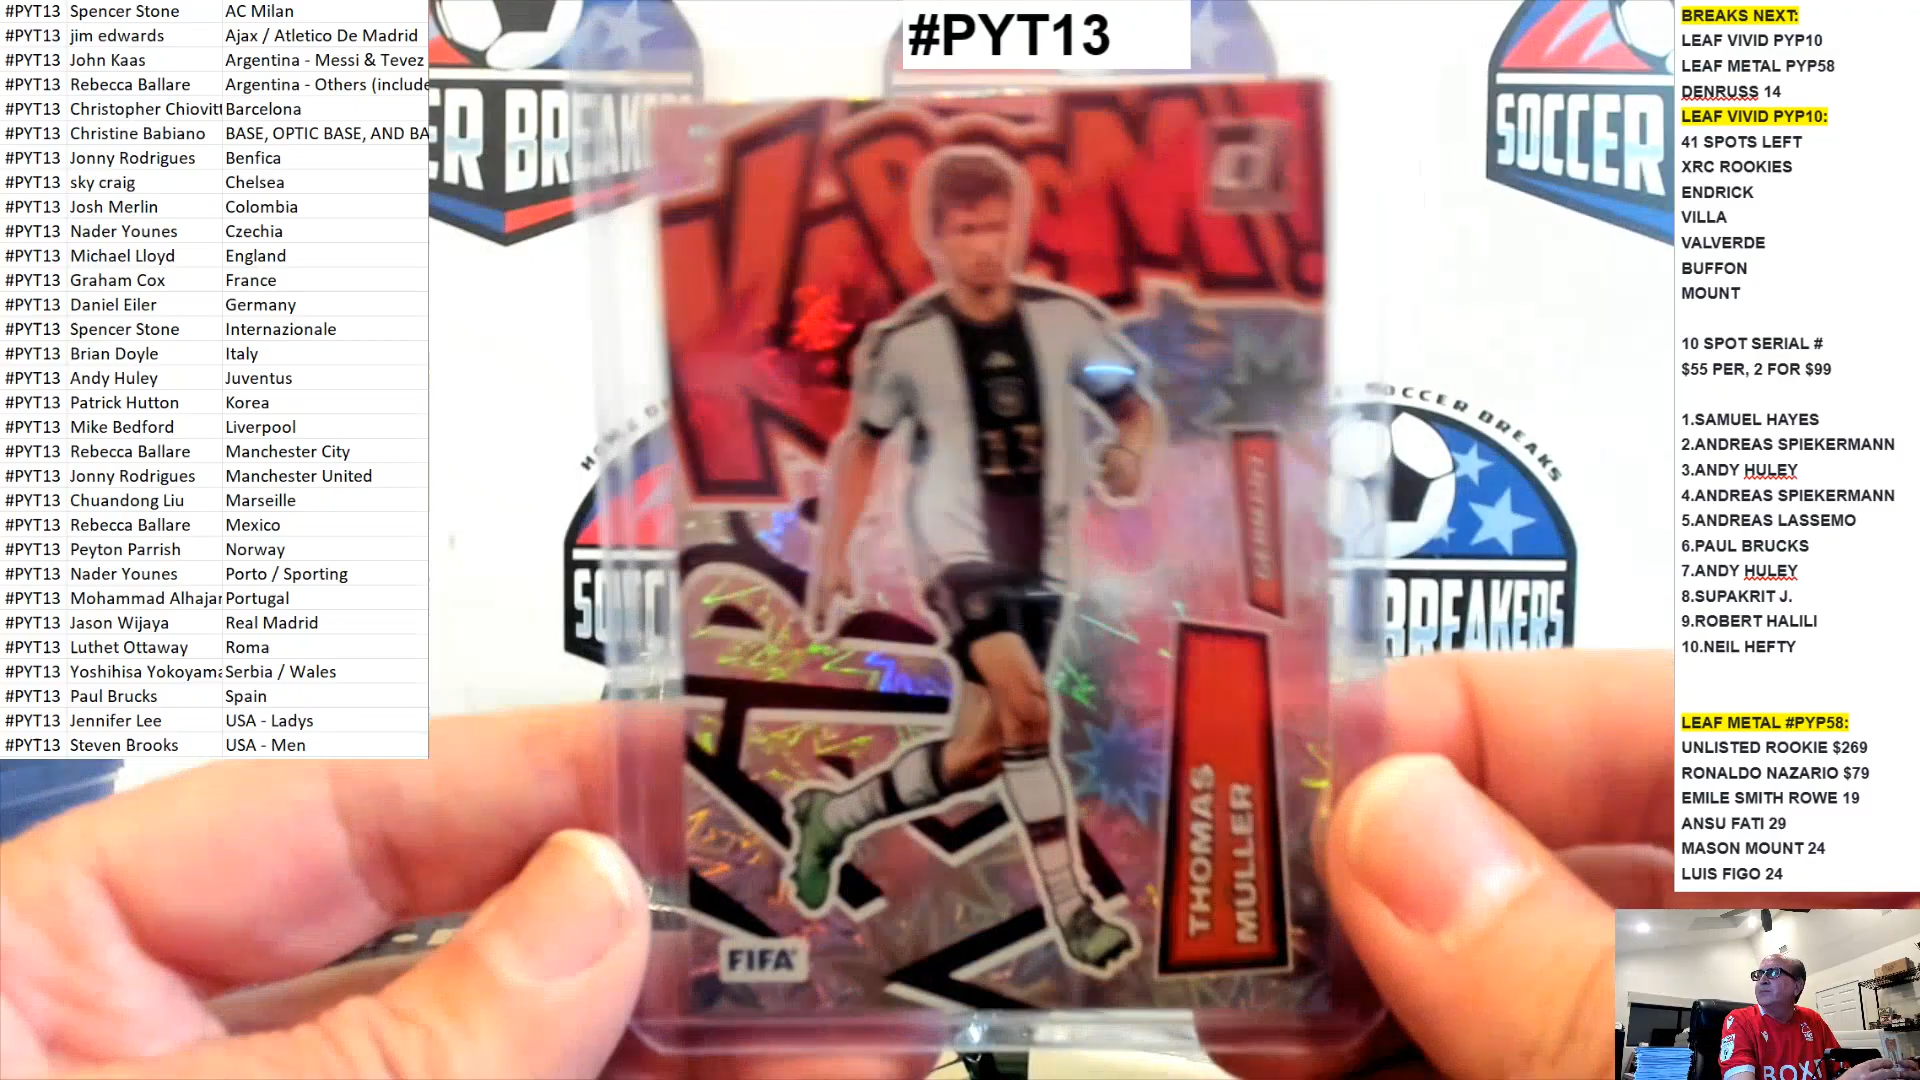 #PYT13 Spencer Stone AC Milan
#PYT13 jim edwards Ajax / Atletico De Madrid
#PYT13 John Kaas Argentina - Messi & Tevez
#PYT13 Rebecca Ballare Argentina - Others (include
#PYT13 Christopher Chiovitt Barcelona
#PYT13 Christine Babiano BASE, OPTIC BASE, AND BA
#PYT13 Jonny Rodrigues Benfica
#PYT13 sky craig Chelsea
#PYT13 Josh Merlin Colombia
#PYT13 Nader Younes Czechia
#PYT13 Michael Lloyd England
#PYT13 Graham Cox France
#PYT13 Daniel Eiler Germany
#PYT13 Spencer Stone Internazionale
#PYT13 Brian Doyle Italy
#PYT13 Andy Huley Juventus
#PYT13 Patrick Hutton Korea
#PYT13 Mike Bedford Liverpool
#PYT13 Rebecca Ballare Manchester City
#PYT13 Jonny Rodrigues Manchester United
#PYT13 Chuandong Liu Marseille
#PYT13 Rebecca Ballare Mexico
#PYT13 Peyton Parrish Norway
#PYT13 Nader Younes Porto / Sporting
#PYT13 Mohammad Alhajar Portugal
#PYT13 Jason Wijaya Real Madrid
#PYT13 Luthet Ottaway Roma
#PYT13 Yoshihisa Yokoyama Serbia / Wales
#PYT13 Paul Brucks Spain
#PYT13 Jennifer Lee USA - Ladys
#PYT13 Steven Brooks USA - Men
#PYT13
ER BREAK
SOCCER
KABOOM!
GERMANY
THOMAS
MULLER
FIFA
SOCCER BREAKS
SOC
BREAKERS
BREAKS NEXT:
LEAF VIVID PYP10
LEAF METAL PYP58
DENRUSS 14
LEAF VIVID PYP10:
41 SPOTS LEFT
XRC ROOKIES
ENDRICK
VILLA
VALVERDE
BUFFON
MOUNT
10 SPOT SERIAL #
$55 PER, 2 FOR $99
1.SAMUEL HAYES
2.ANDREAS SPIEKERMANN
3.ANDY HULEY
4.ANDREAS SPIEKERMANN
5.ANDREAS LASSEMO
6.PAUL BRUCKS
7.ANDY HULEY
8.SUPAKRIT J.
9.ROBERT HALILI
10.NEIL HEFTY
LEAF METAL #PYP58:
UNLISTED ROOKIE $269
RONALDO NAZARIO $79
EMILE SMITH ROWE 19
ANSU FATI 29
MASON MOUNT 24
LUIS FIGO 24